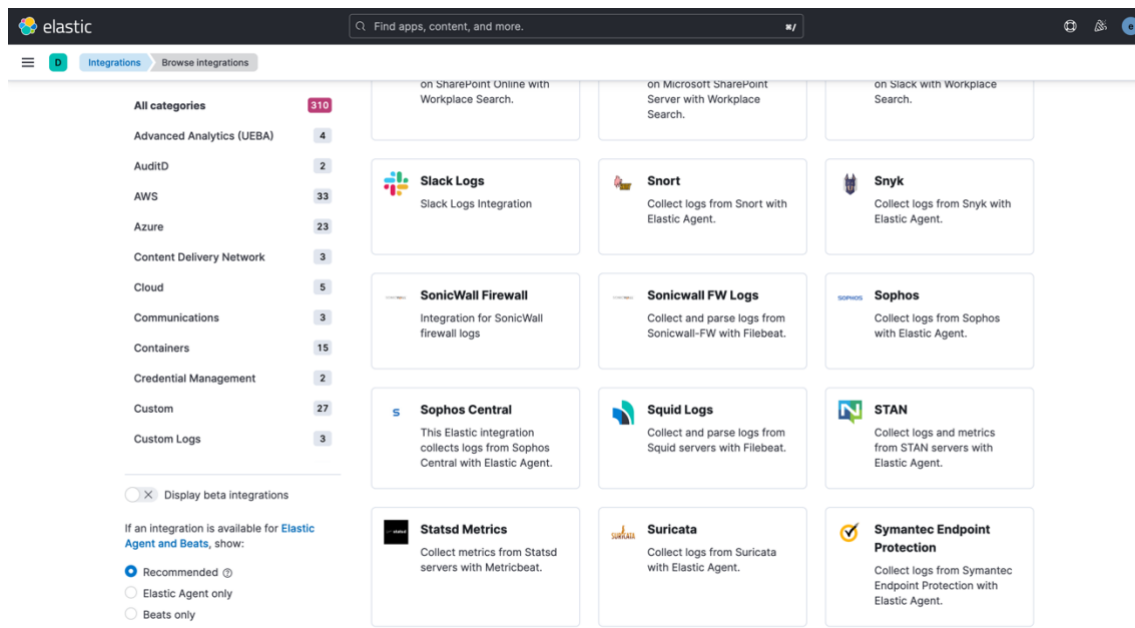 elastic
Find apps, content, and more.
⌘/
e
D
Integrations
Browse integrations
All categories 310
Advanced Analytics (UEBA) 4
AuditD 2
AWS 33
Azure 23
Content Delivery Network 3
Cloud 5
Communications 3
Containers 15
Credential Management 2
Custom 27
Custom Logs 3
Display beta integrations
If an integration is available for Elastic
Agent and Beats, show:
Recommended
Elastic Agent only
Beats only
on SharePoint Online with
Workplace Search.
on Microsoft SharePoint
Server with Workplace
Search.
on Slack with Workplace
Search.
Slack Logs
Slack Logs Integration
Snort
Collect logs from Snort with
Elastic Agent.
Snyk
Collect logs from Snyk with
Elastic Agent.
SonicWall Firewall
Integration for SonicWall
firewall logs
Sonicwall FW Logs
Collect and parse logs from
Sonicwall-FW with Filebeat.
SOPHOS
Sophos
Collect logs from Sophos
with Elastic Agent.
S
Sophos Central
This Elastic integration
collects logs from Sophos
Central with Elastic Agent.
Squid Logs
Collect and parse logs from
Squid servers with Filebeat.
STAN
Collect logs and metrics
from STAN servers with
Elastic Agent.
Statsd Metrics
Collect metrics from Statsd
servers with Metricbeat.
SURICATA
Suricata
Collect logs from Suricata
with Elastic Agent.
Symantec Endpoint
Protection
Collect logs from Symantec
Endpoint Protection with
Elastic Agent.